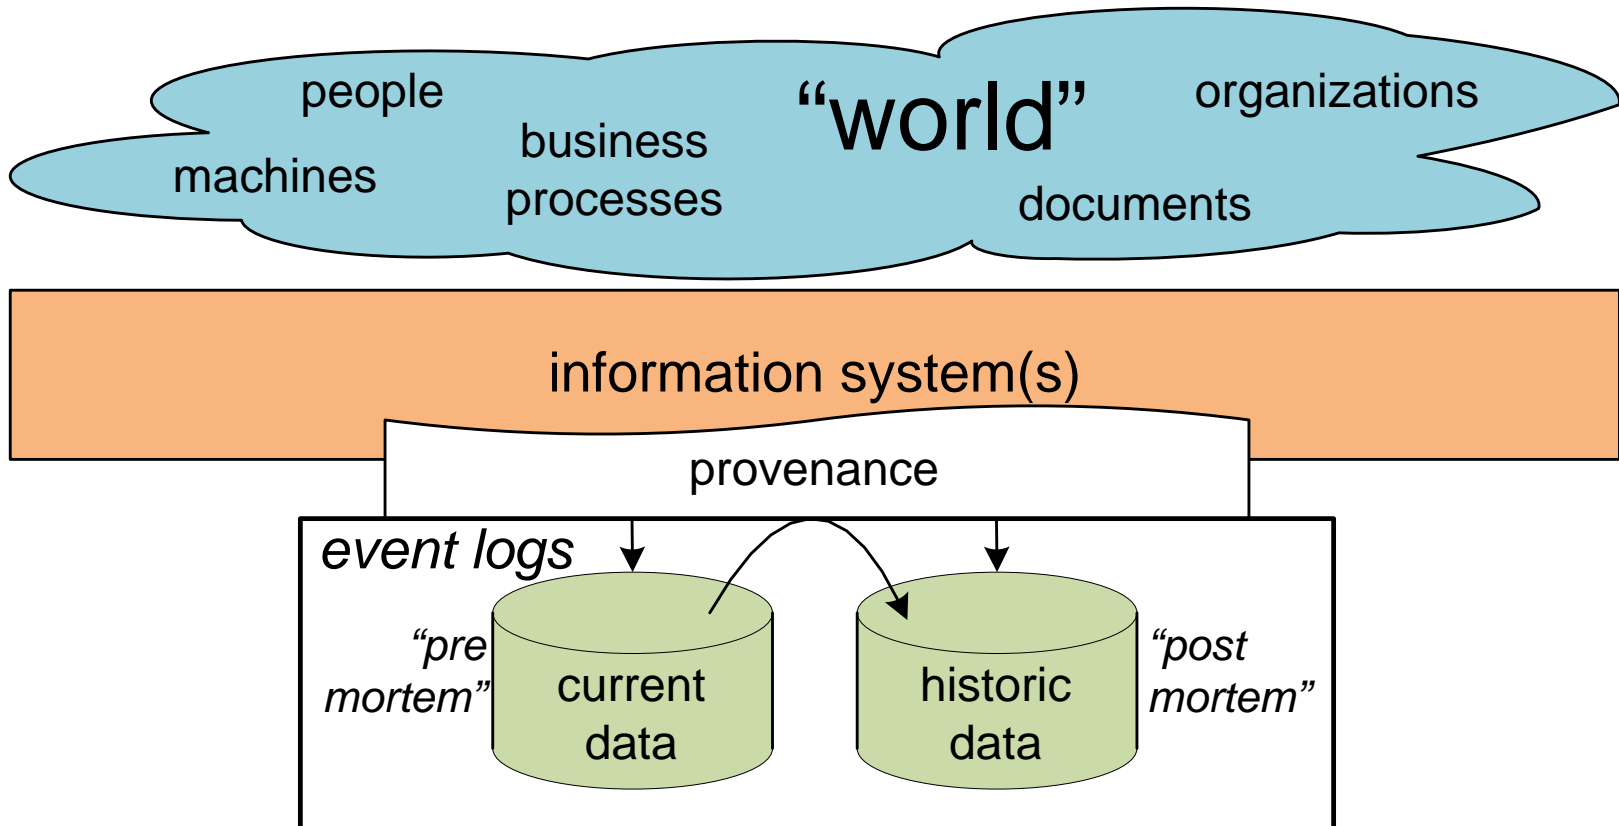 people
“world”
organizations
business
processes
machines
documents
information system(s)
provenance
event logs
“pre
mortem”
current
data
historic
data
“post
mortem”